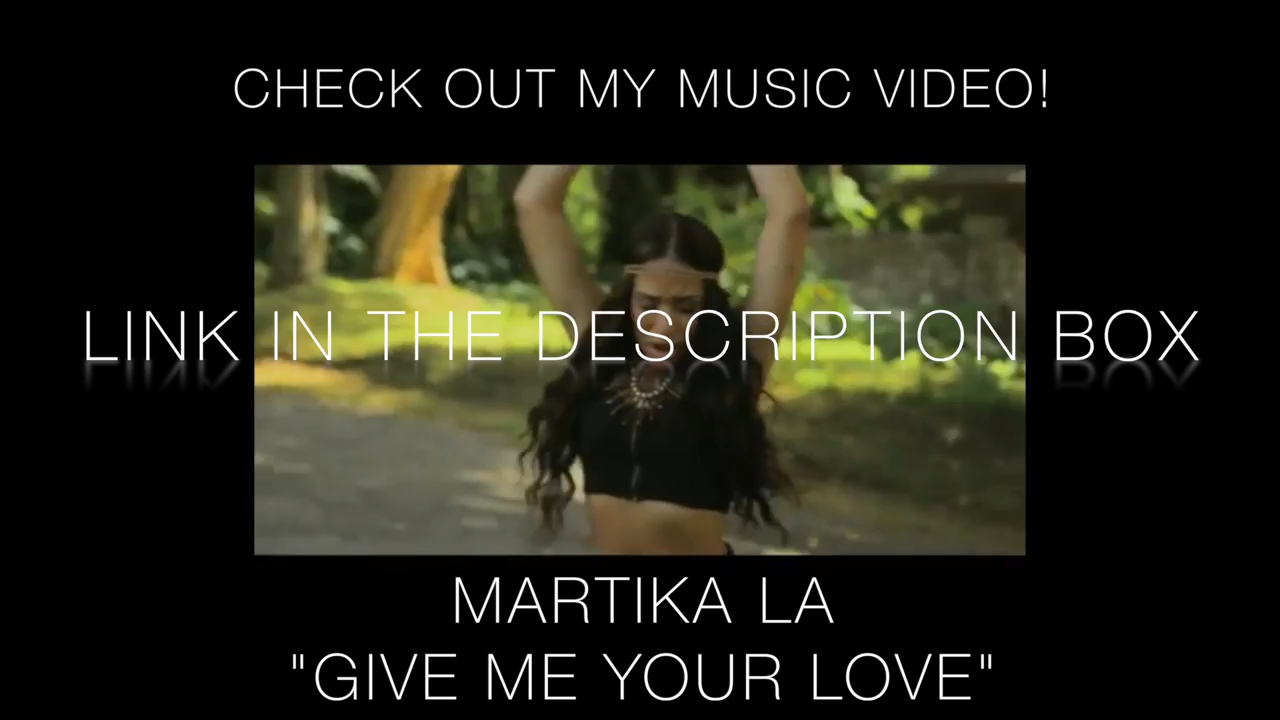 CHECK OUT MY MUSIC VIDEO!
LINK IN THE DESCRIPTION BOX
MARTIKA LA
"GIVE ME YOUR LOVE"